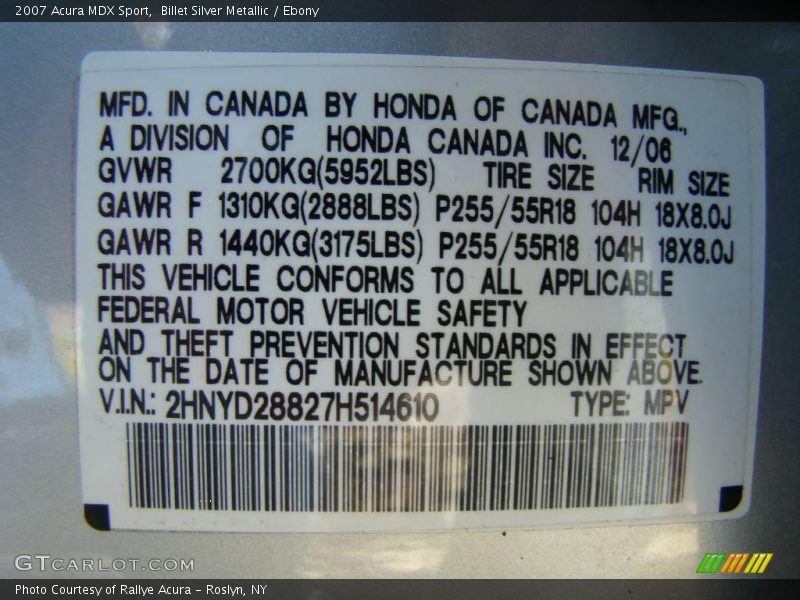 2007 Acura MDX Sport,  Billet Silver Metallic / Ebony
MFD. IN CANADA BY HONDA OF CANADA MFG.,
A DIVISION OF HONDA CANADA INC. 12/06
GVWR 2700KG(5952LBS) TIRE SIZE RIM SIZE
GAWR F 1310KG(2888LBS) P255/55R18 104H 18X8.0J
GAWR R 1440KG(3175LBS) P255/55R18 104H 18X8.0J
THIS VEHICLE CONFORMS TO ALL APPLICABLE
FEDERAL MOTOR VEHICLE SAFETY
AND THEFT PREVENTION STANDARDS IN EFFECT
ON THE DATE OF MANUFACTURE SHOWN ABOVE.
V.I.N.: 2HNYD28827H514610 TYPE: MPV
GTCARLOT.COM
Photo Courtesy of Rallye Acura - Roslyn, NY